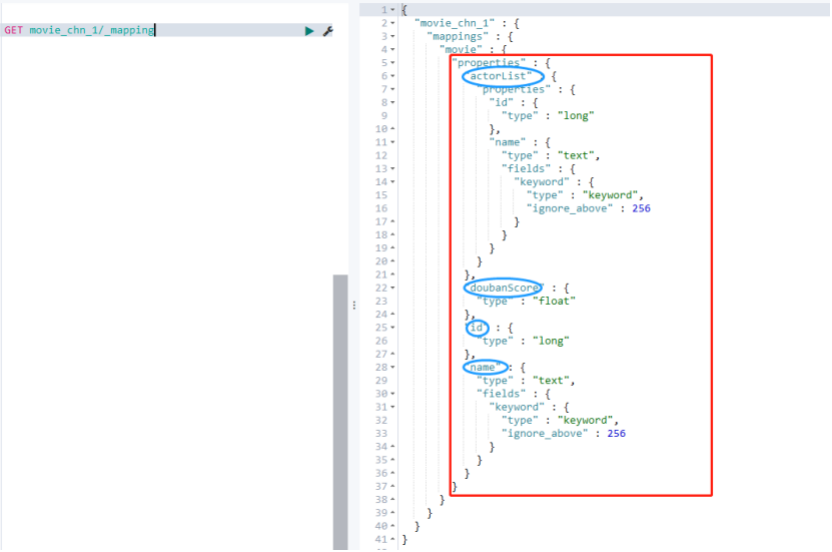 GET movie_chn_1/_mapping
1 {
2 "movie_chn_1" : {
3 "mappings" : {
4 "movie" : {
5 "properties" : {
6 actorList" : {
7 properties" : {
8 "id" : {
9 "type" : "long"
10 },
11 "name" : {
12 "type" : "text",
13 "fields" : {
14 "keyword" : {
15 "type" : "keyword",
16 "ignore_above" : 256
17 }
18 }
19 }
20 }
21 },
22 doubanScore" : {
23 "type" : "float"
24 },
25 "id" : {
26 "type" : "long"
27 },
28 name" : {
29 "type" : "text",
30 "fields" : {
31 "keyword" : {
32 "type" : "keyword",
33 "ignore_above" : 256
34 }
35 }
36 }
37 }
38 }
39 }
40 }
41 }